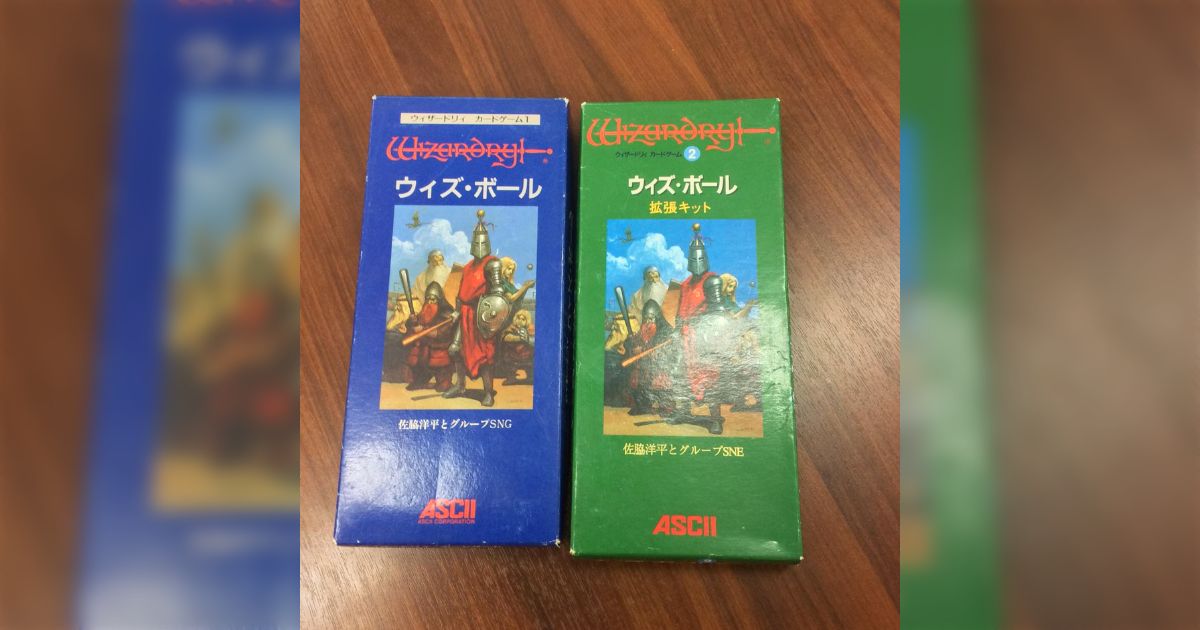 ウィザードリィ カードゲーム1
Wizardry
ウィズ・ボール
佐脇洋平とグループSNG
ASCII
ASCII CORPORATION
Wizardry
ウィザードリィ カードゲーム 2
ウィズ・ボール
拡張キット
佐脇洋平とグループSNE
ASCII